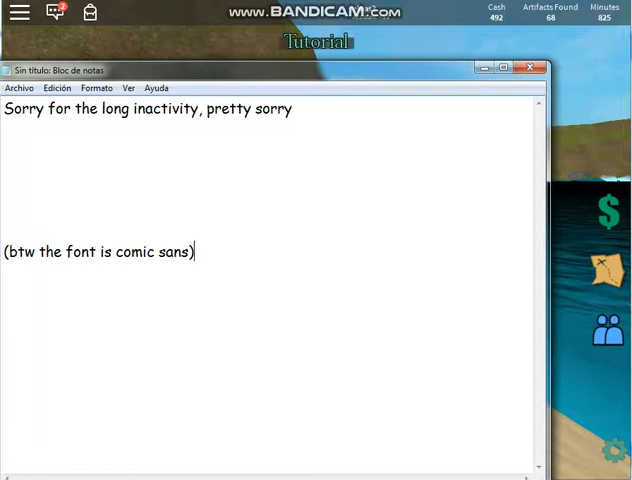 www.BANDICAM.com
Cash
492
Artifacts Found
68
Minutes
825
2
Tutorial
Sin título: Bloc de notas
Archivo Edición Formato Ver Ayuda
Sorry for the long inactivity, pretty sorry
(btw the font is comic sans)
$